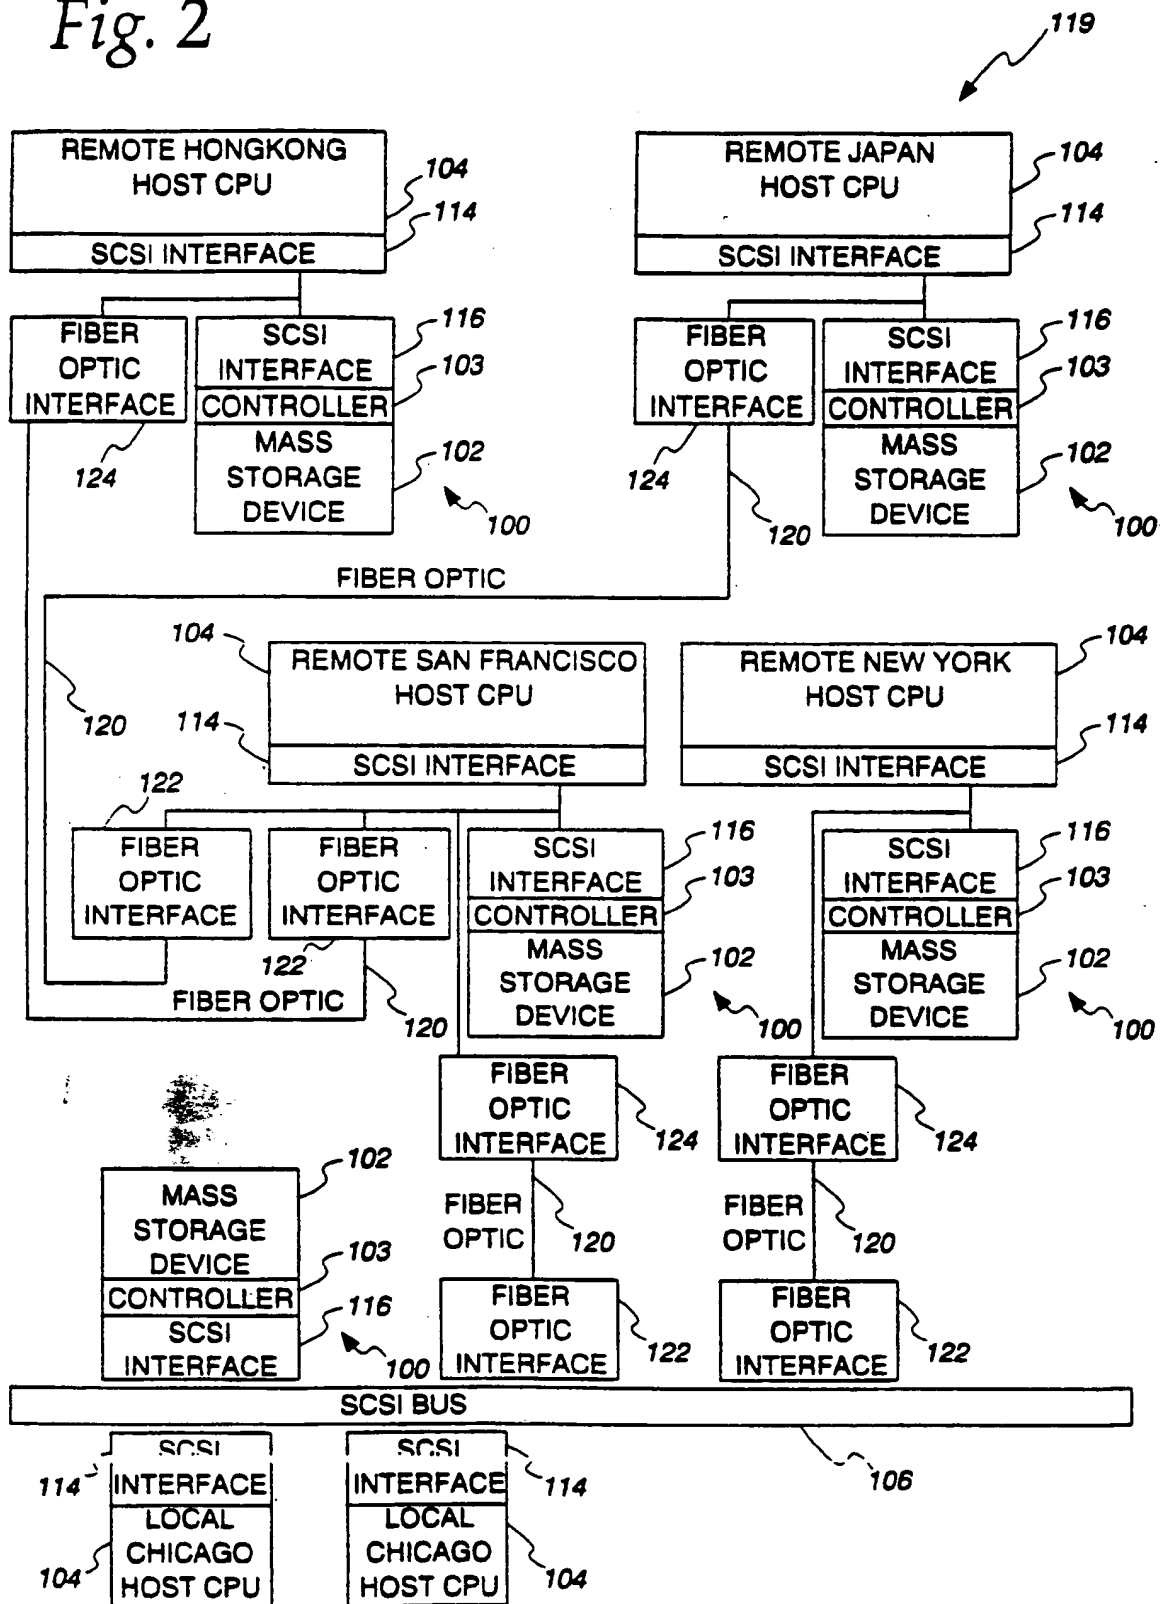 Fig. 2
119
REMOTE HONGKONG
HOST CPU
104
114
SCSI INTERFACE
REMOTE JAPAN
HOST CPU
104
114
SCSI INTERFACE
FIBER
OPTIC
INTERFACE
124
SCSI
INTERFACE
CONTROLLER
MASS
STORAGE
DEVICE
116
103
102
100
FIBER
OPTIC
INTERFACE
124
120
SCSI
INTERFACE
CONTROLLER
MASS
STORAGE
DEVICE
116
103
102
100
FIBER OPTIC
120
104
REMOTE SAN FRANCISCO
HOST CPU
114
SCSI INTERFACE
REMOTE NEW YORK
HOST CPU
104
114
SCSI INTERFACE
122
FIBER
OPTIC
INTERFACE
FIBER
OPTIC
INTERFACE
122
FIBER OPTIC
120
SCSI
INTERFACE
CONTROLLER
MASS
STORAGE
DEVICE
116
103
102
100
SCSI
INTERFACE
CONTROLLER
MASS
STORAGE
DEVICE
116
103
102
100
FIBER
OPTIC
INTERFACE
124
FIBER
OPTIC
120
FIBER
OPTIC
INTERFACE
122
FIBER
OPTIC
INTERFACE
124
FIBER
OPTIC
120
FIBER
OPTIC
INTERFACE
122
MASS
STORAGE
DEVICE
CONTROLLER
SCSI
INTERFACE
102
103
116
100
SCSI BUS
106
SCSI
INTERFACE
114
LOCAL
CHICAGO
HOST CPU
104
SCSI
INTERFACE
114
LOCAL
CHICAGO
HOST CPU
104